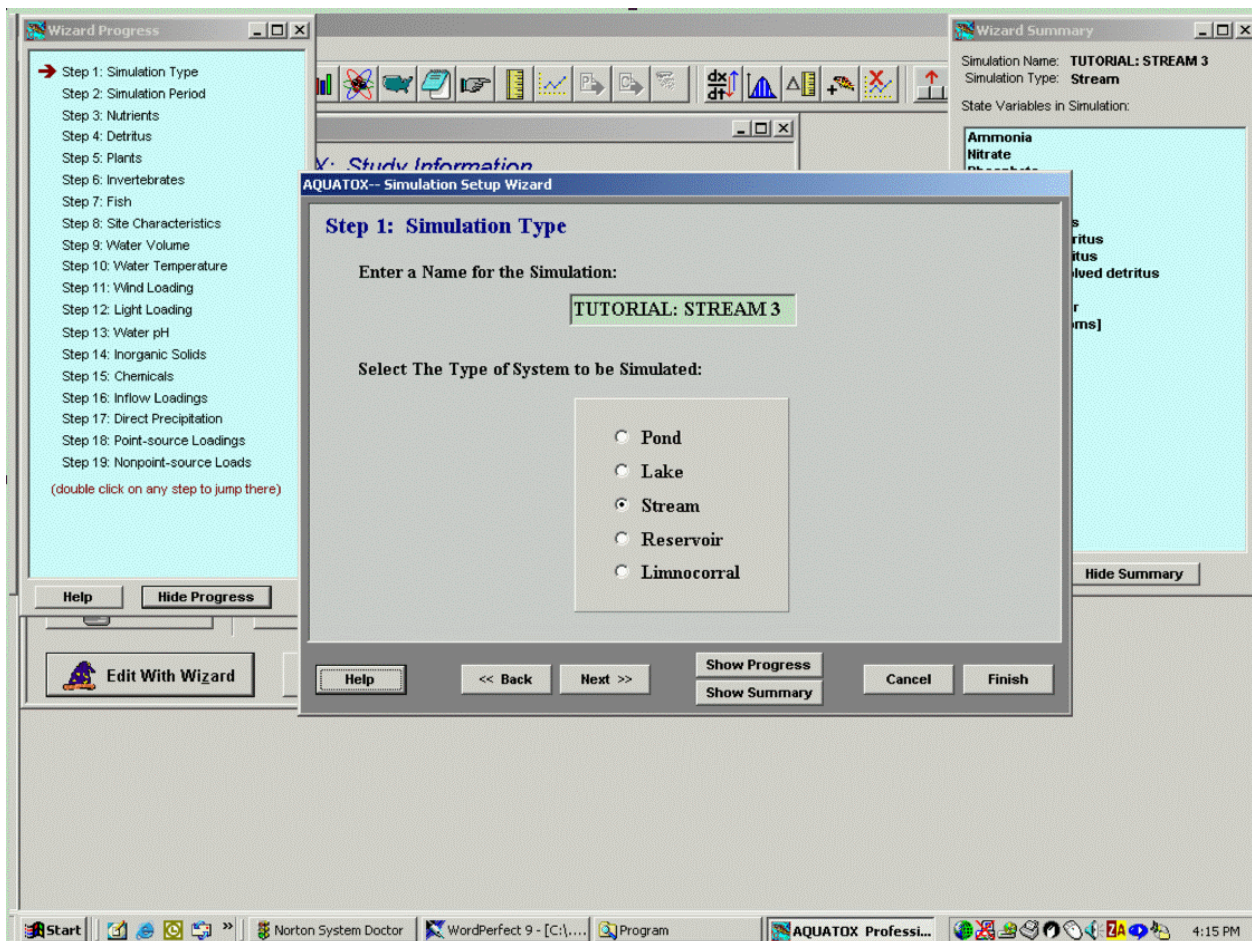 Wizard Progress
Step 1: Simulation Type
Step 2: Simulation Period
Step 3: Nutrients
Step 4: Detritus
Step 5: Plants
Step 6: Invertebrates
Step 7: Fish
Step 8: Site Characteristics
Step 9: Water Volume
Step 10: Water Temperature
Step 11: Wind Loading
Step 12: Light Loading
Step 13: Water pH
Step 14: Inorganic Solids
Step 15: Chemicals
Step 16: Inflow Loadings
Step 17: Direct Precipitation
Step 18: Point-source Loadings
Step 19: Nonpoint-source Loads
(double click on any step to jump there)
Help
Hide Progress
Edit With Wizard
dx
dt
X: Study Information
AQUATOX-- Simulation Setup Wizard
Step 1: Simulation Type
Enter a Name for the Simulation:
TUTORIAL: STREAM 3
Select The Type of System to be Simulated:
Pond
Lake
Stream
Reservoir
Limnocorral
Help
<< Back
Next >>
Show Progress
Show Summary
Cancel
Finish
Wizard Summary
Simulation Name: TUTORIAL: STREAM 3
Simulation Type: Stream
State Variables in Simulation:
Ammonia
Nitrate
s
ritus
itus
lved detritus
r
oms]
Hide Summary
Start
Norton System Doctor
WordPerfect 9 - [C:\....
Program
AQUATOX Professi...
ZA
4:15 PM